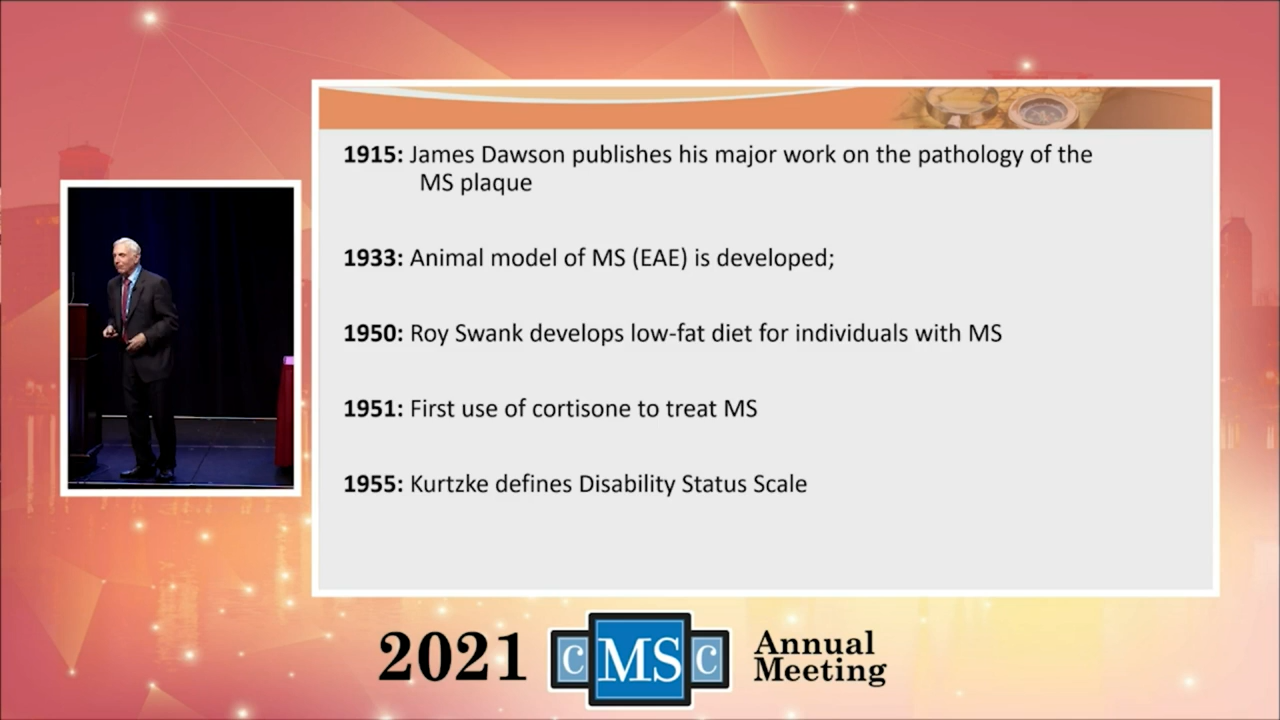 1915: James Dawson publishes his major work on the pathology of the
MS plaque
1933: Animal model of MS (EAE) is developed;
1950: Roy Swank develops low-fat diet for individuals with MS
1951: First use of cortisone to treat MS
1955: Kurtzke defines Disability Status Scale
2021 CMSC Annual
Meeting